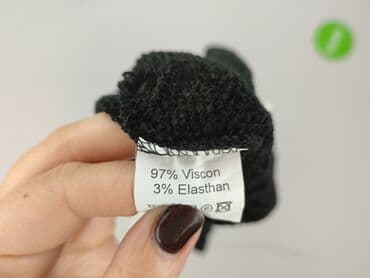 97% Viscon
3% Elasthan